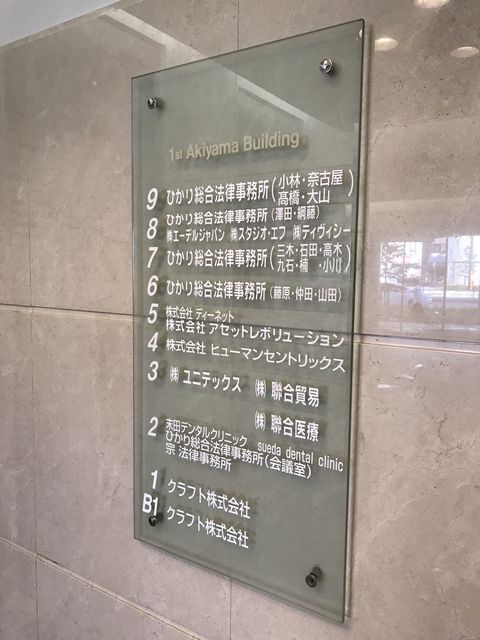 1st Akiyama Building
9 ひかり総合法律事務所(小林・奈古屋
髙橋・大山)
8 ひかり総合法律事務所(澤田・綱藤)
㈱エーデルジャパン ㈱スタジオ・エフ ㈱ディヴィシー
7 ひかり総合法律事務所(三木・石田・高木
九石・楠 ・小川)
6 ひかり総合法律事務所(藤原・仲田・山田)
5 株式会社 ディーネット
株式会社 アセットレボリューション
4 株式会社 ヒューマンセントリックス
3 ㈱ ユニテックス ㈱ 聯合貿易
㈱ 聯合医療
2 末田デンタルクリニック sueda dental clinic
ひかり総合法律事務所(会議室)
宗 法律事務所
1 クラフト株式会社
B1 クラフト株式会社